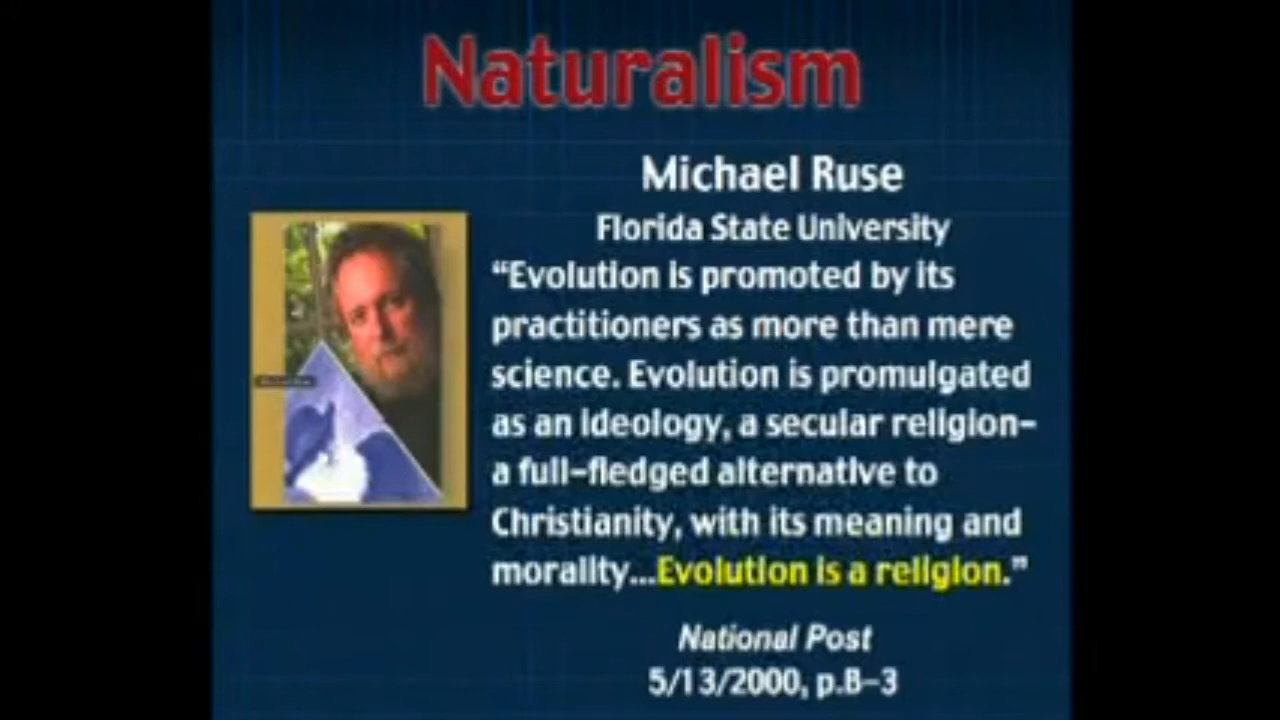 Naturalism
Michael Ruse
Florida State University
“Evolution is promoted by its
practitioners as more than mere
science. Evolution is promulgated
as an ideology, a secular religion–
a full–fledged alternative to
Christianity, with its meaning and
morality...Evolution is a religion.”
National Post
5/13/2000, p.B–3